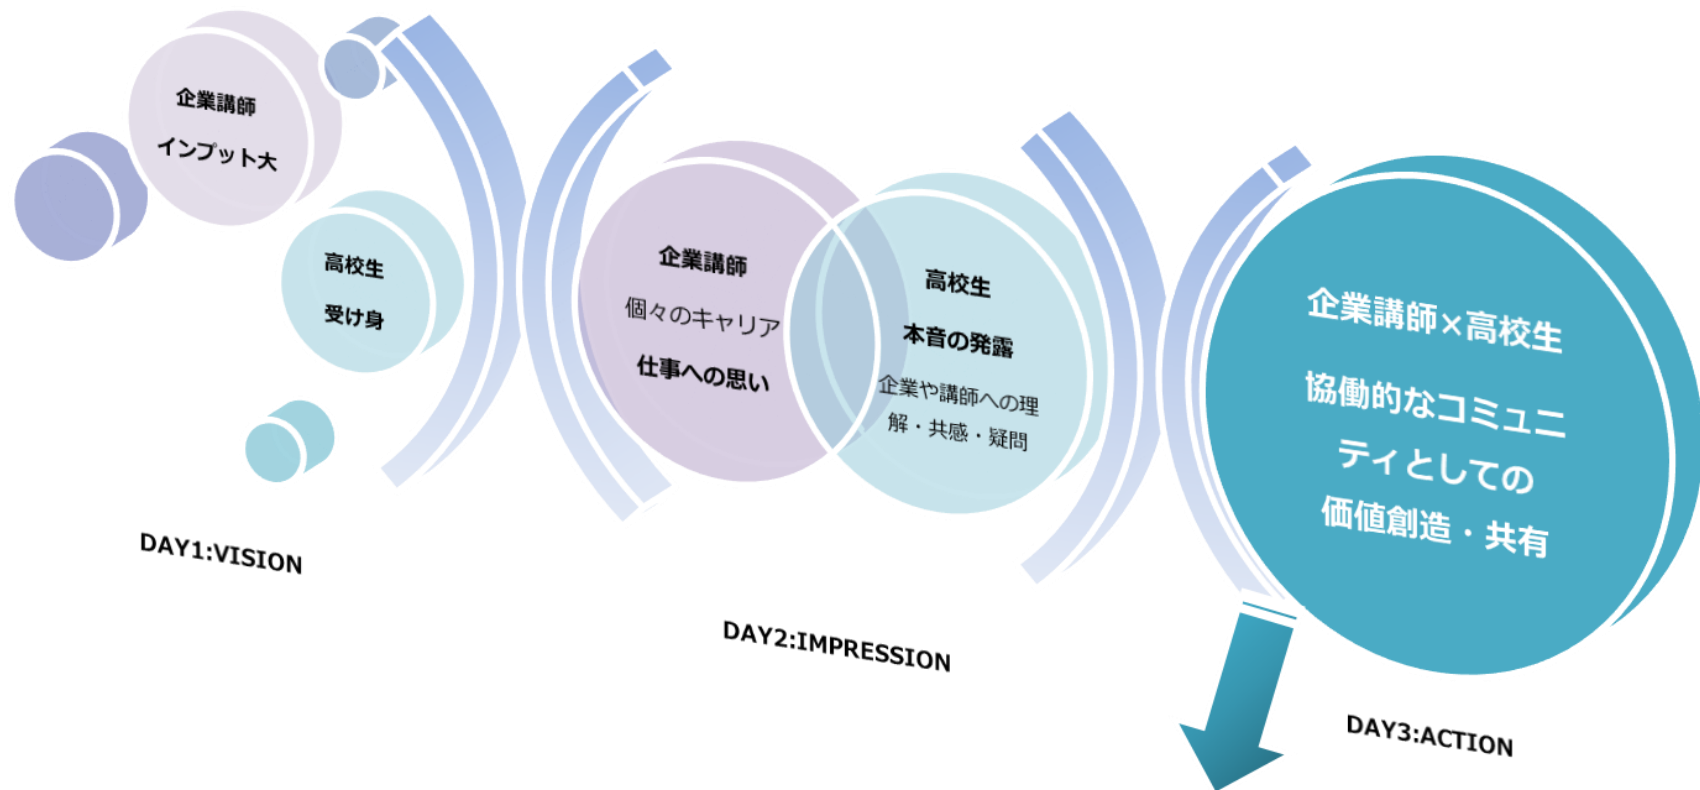 企業講師
インプット大
高校生
受け身
DAY1:VISION
企業講師
個々のキャリア
仕事への思い
高校生
本音の発露
企業や講師への理
解・共感・疑問
DAY2:IMPRESSION
企業講師×高校生
協働的なコミュニ
ティとしての
価値創造・共有
DAY3:ACTION